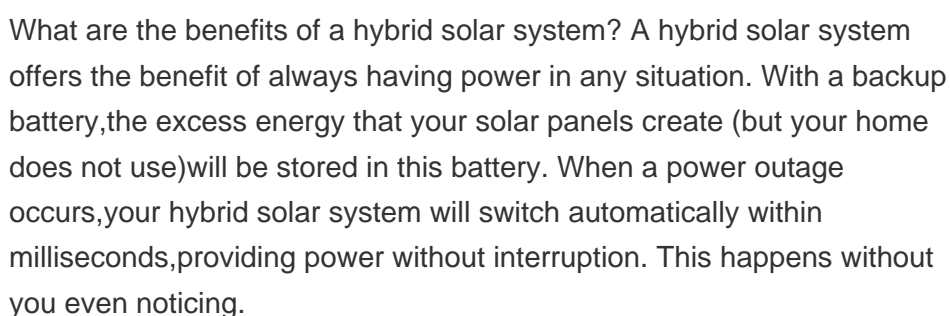 What are the benefits of a hybrid solar system? A hybrid solar system
offers the benefit of always having power in any situation. With a backup
battery,the excess energy that your solar panels create (but your home
does not use)will be stored in this battery. When a power outage
occurs,your hybrid solar system will switch automatically within
milliseconds,providing power without interruption. This happens without
you even noticing.